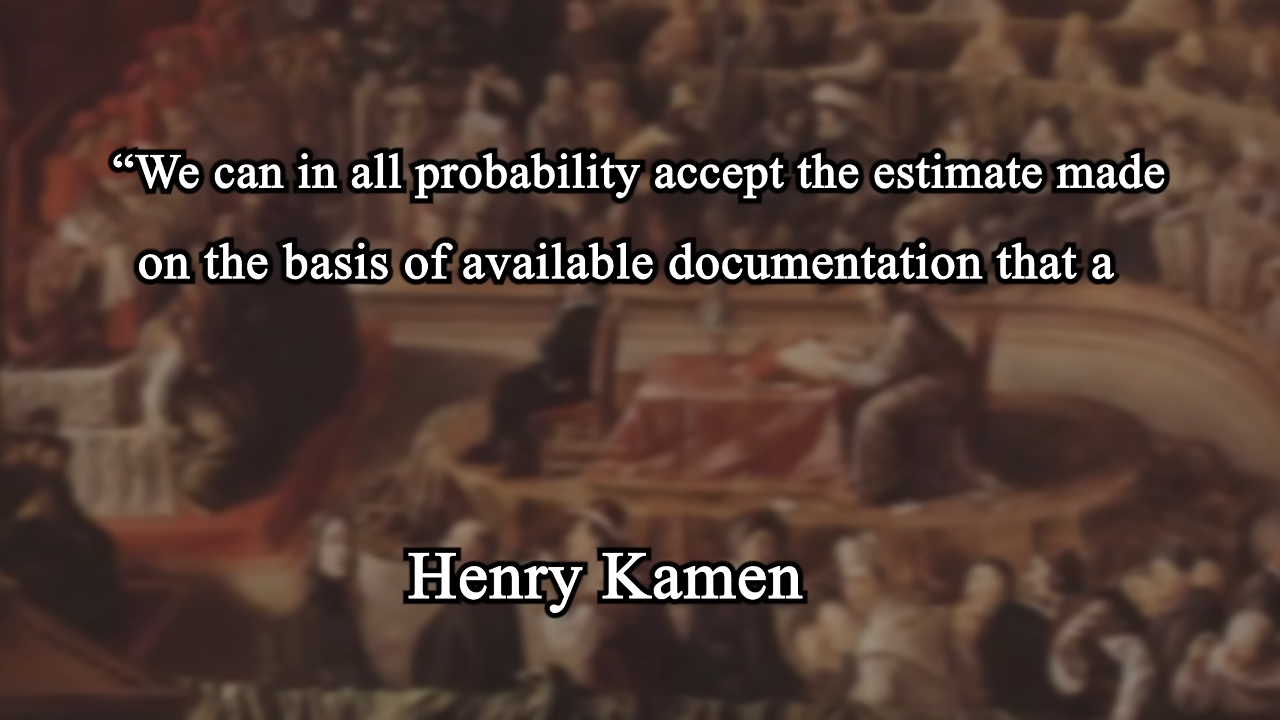 “We can in all probability accept the estimate made
on the basis of available documentation that a
Henry Kamen